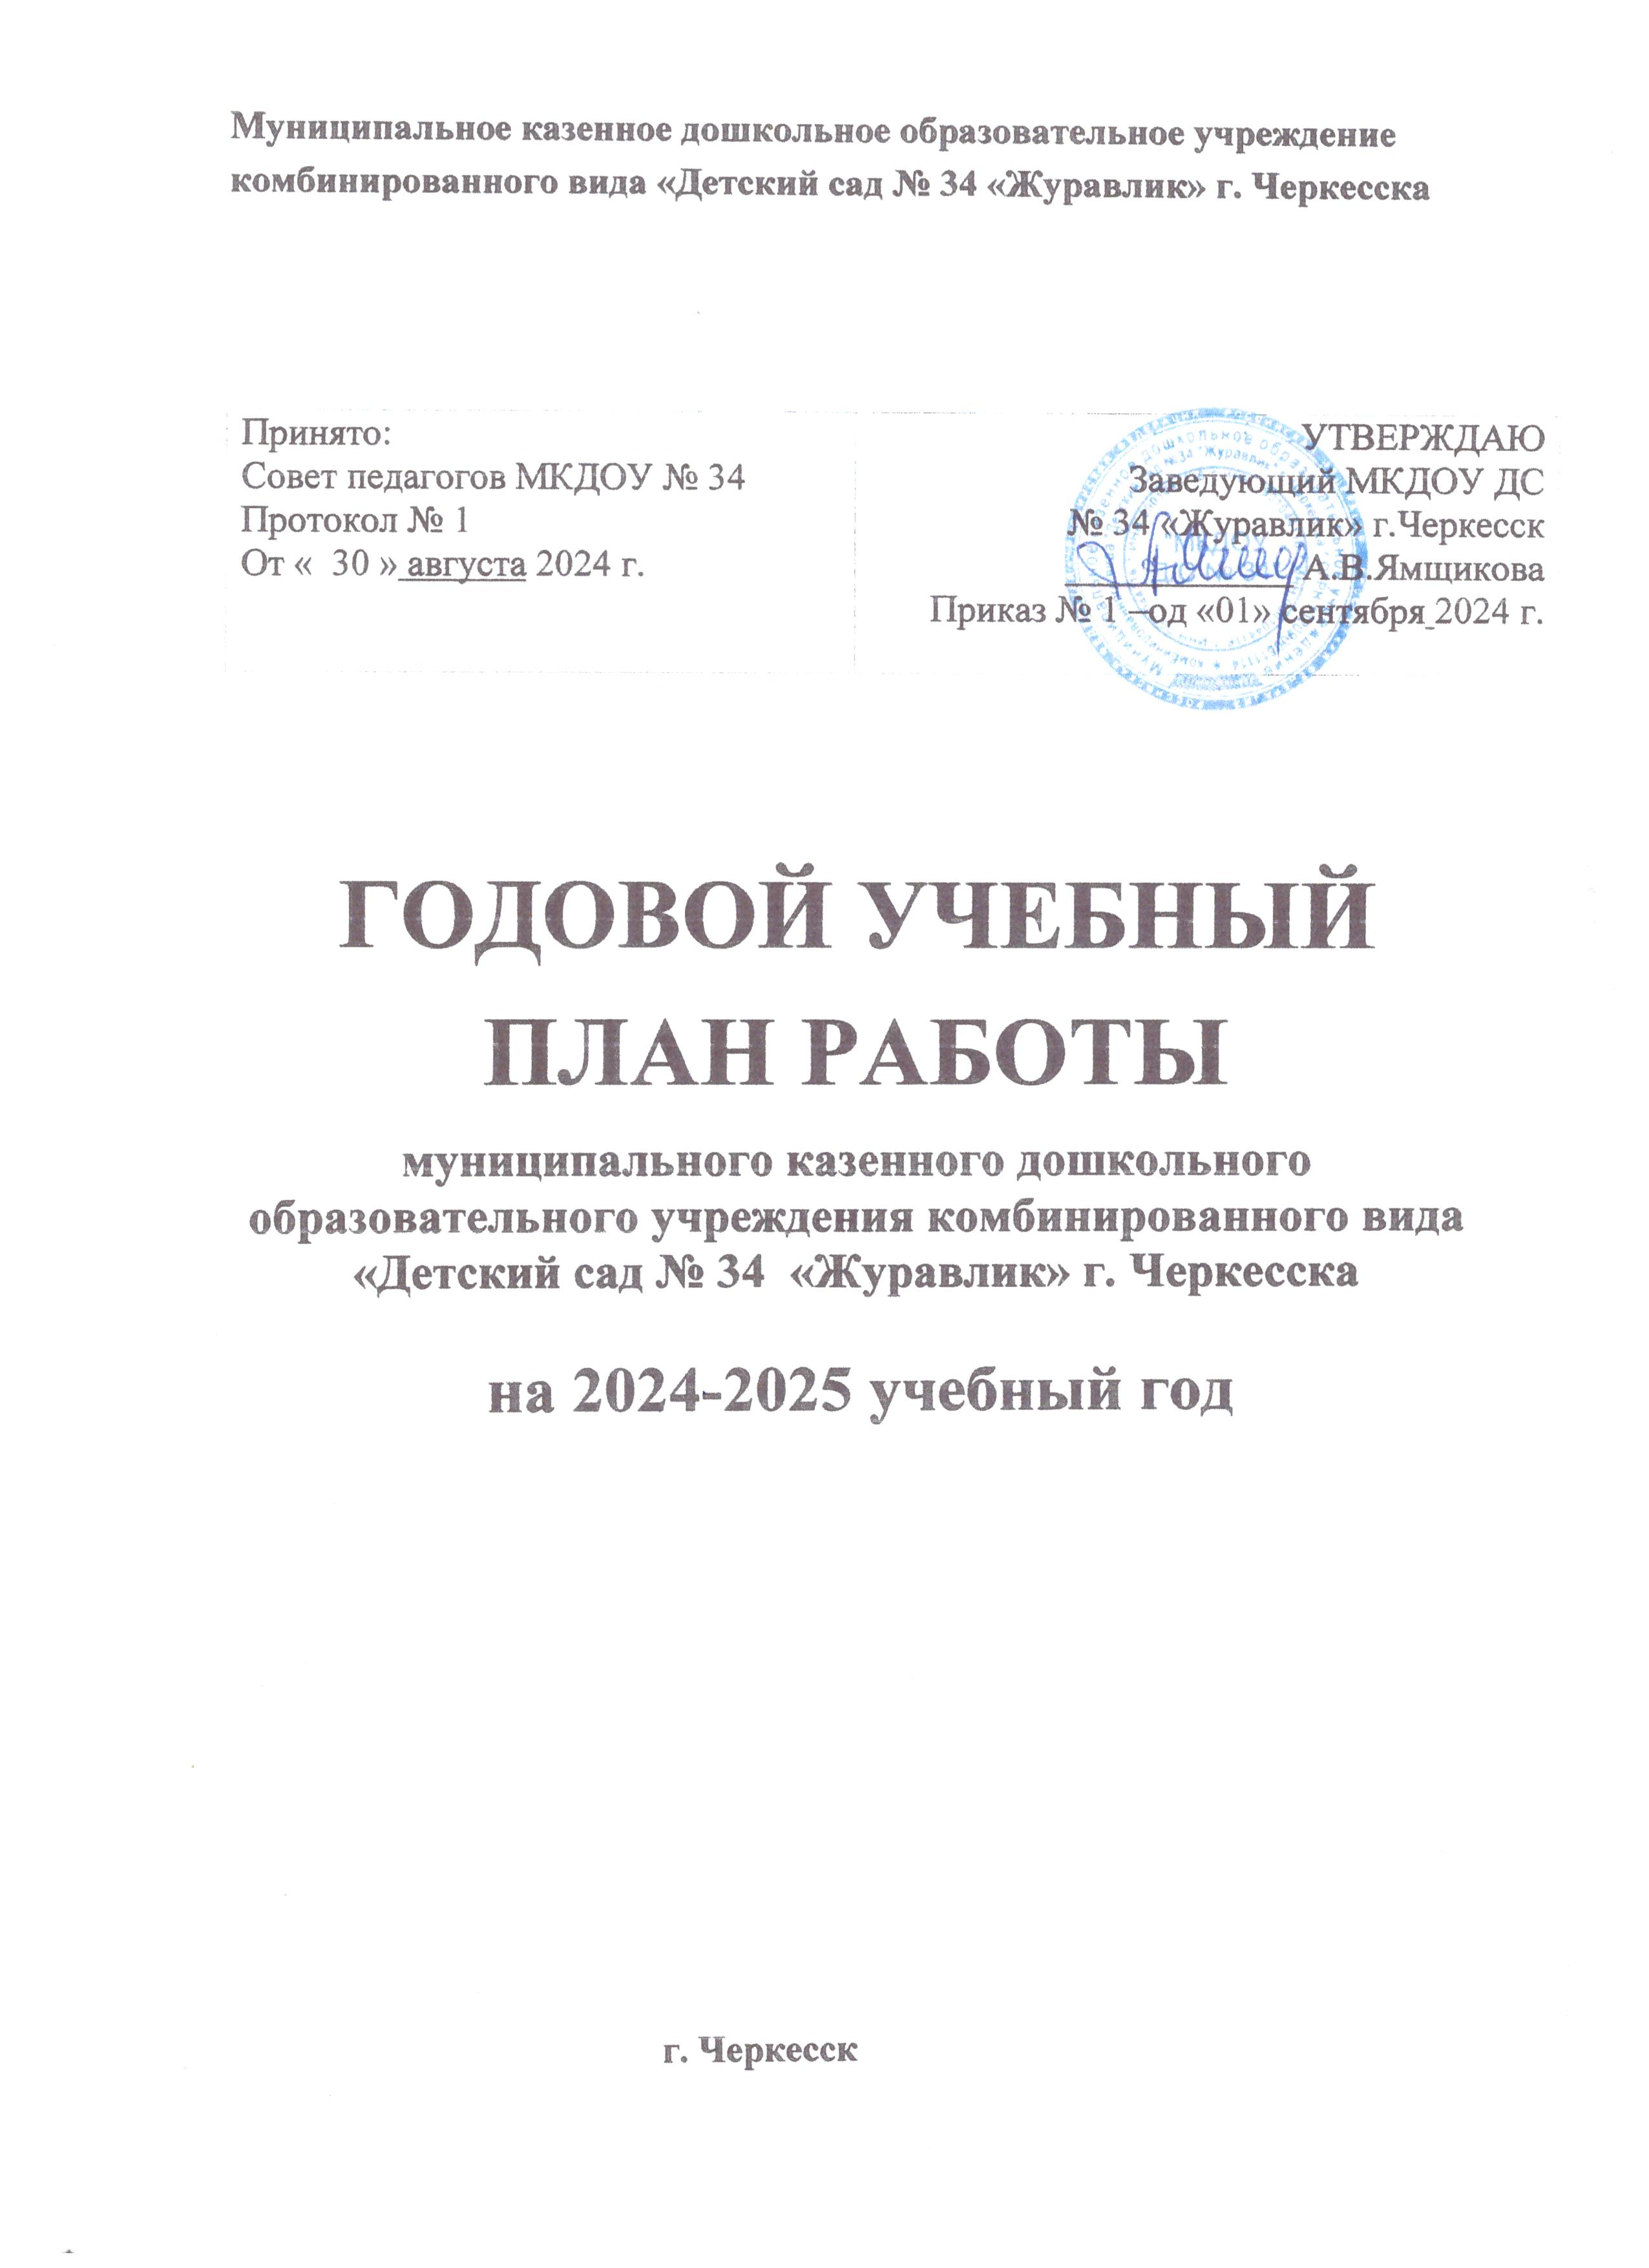 Муниципальное казенное дошкольное образовательное учреждение
комбинированного вида «Детский сад № 34 «Журавлик» г. Черкесска
Принято:
Совет педагогов МКДОУ № 34
Протокол № 1
От «  30 » августа 2024 г.
УТВЕРЖДАЮ
Заведующий МКДОУ ДС
№ 34 «Журавлик» г.Черкесск
____________ А.В.Ямщикова
Приказ № 1 –од «01» сентября 2024 г.
ГОДОВОЙ УЧЕБНЫЙ
ПЛАН РАБОТЫ
муниципального казенного дошкольного
образовательного учреждения комбинированного вида
«Детский сад № 34  «Журавлик» г. Черкесска
на 2024-2025 учебный год
г. Черкесск